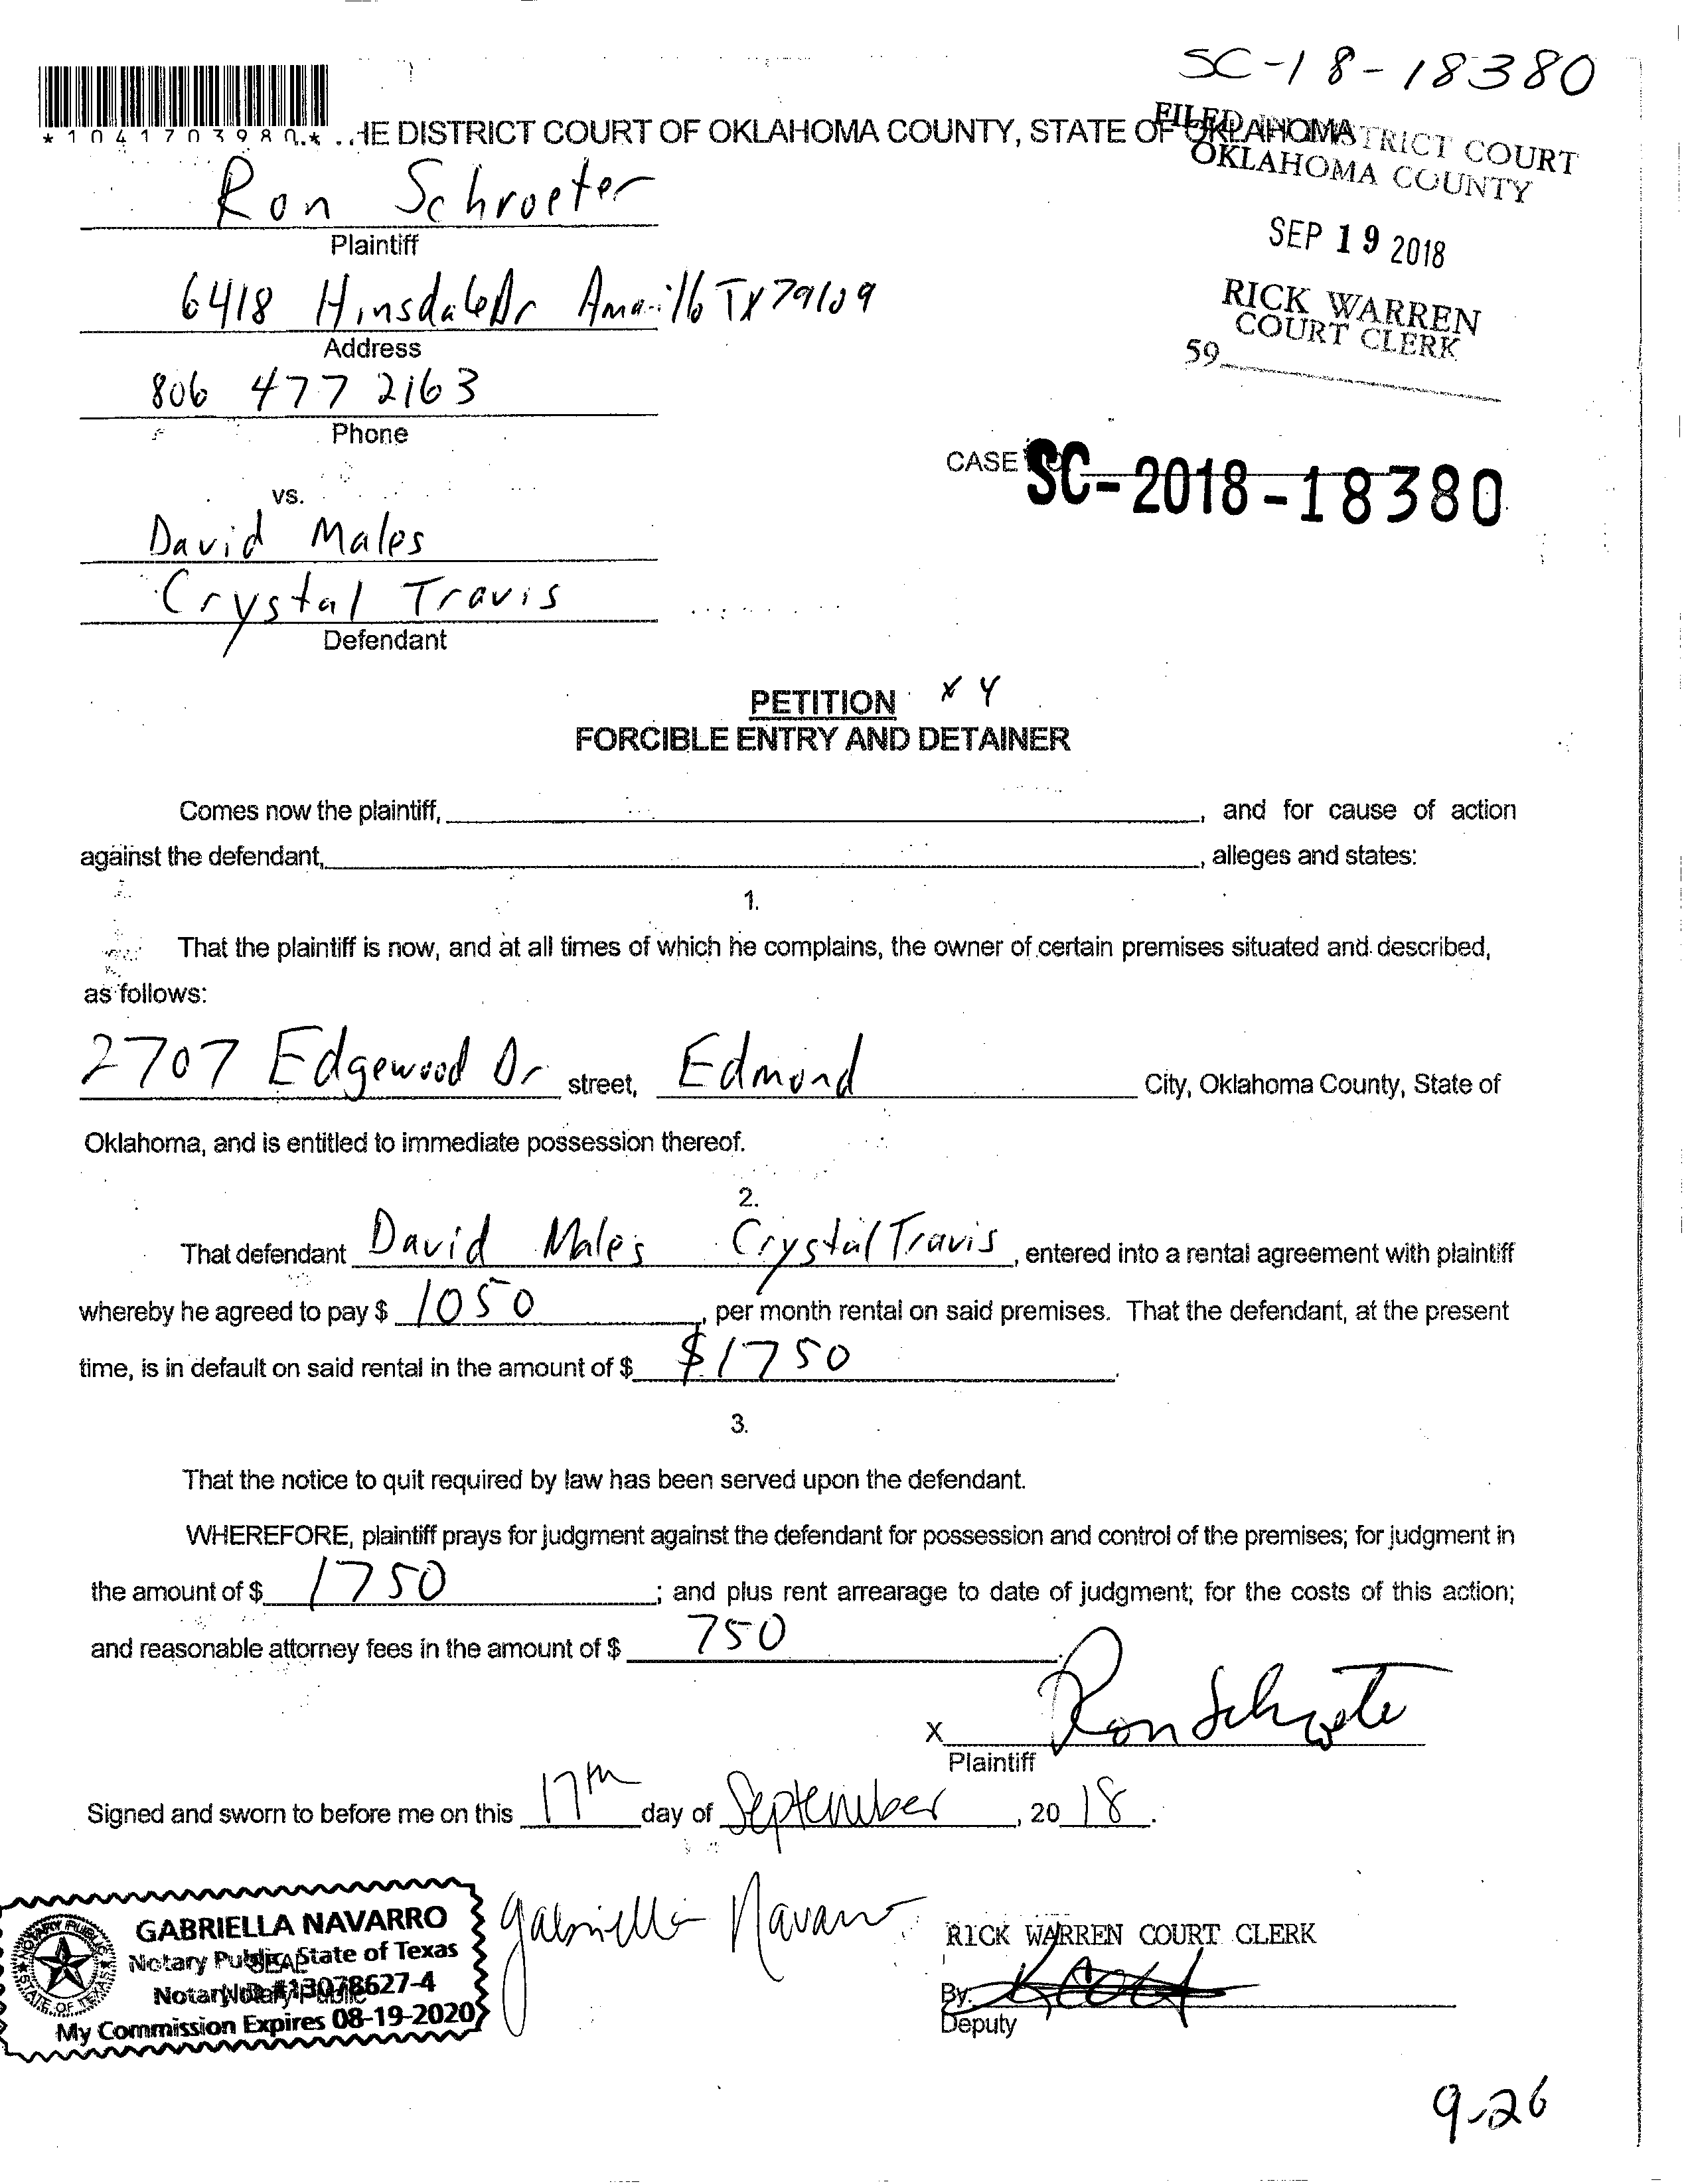 SC-18-18380
*1041703980* ..HE DISTRICT COURT OF OKLAHOMA COUNTY, STATE OF OKLAHOMA
FILED IN DISTRICT COURT
OKLAHOMA COUNTY
SEP 19 2018
RICK WARREN
COURT CLERK
59
Ron Schroeter
Plaintiff
6418 Hinsdale Dr Amarillo TX 79109
Address
806 477 2163
Phone
CASE SC-2018-18380
vs.
David Males
Crystal Travis
Defendant
PETITION x 4
FORCIBLE ENTRY AND DETAINER
Comes now the plaintiff, , and for cause of action
against the defendant, , alleges and states:
1.
That the plaintiff is now, and at all times of which he complains, the owner of certain premises situated and described,
as follows:
2707 Edgewood Dr street, Edmond City, Oklahoma County, State of
Oklahoma, and is entitled to immediate possession thereof.
2.
That defendant David Males Crystal Travis, entered into a rental agreement with plaintiff
whereby he agreed to pay $ 1050, per month rental on said premises. That the defendant, at the present
time, is in default on said rental in the amount of $ $1750.
3.
That the notice to quit required by law has been served upon the defendant.
WHEREFORE, plaintiff prays for judgment against the defendant for possession and control of the premises; for judgment in
the amount of $ 1750; and plus rent arrearage to date of judgment; for the costs of this action;
and reasonable attorney fees in the amount of $ 750.
X Ron Schroeter
Plaintiff
Signed and sworn to before me on this 17th day of September, 2018.
GABRIELLA NAVARRO
Notary Public, State of Texas
Notary ID #13078627-4
My Commission Expires 08-19-2020
Gabriella Navarro
RICK WARREN COURT CLERK
By:
Deputy
9-26